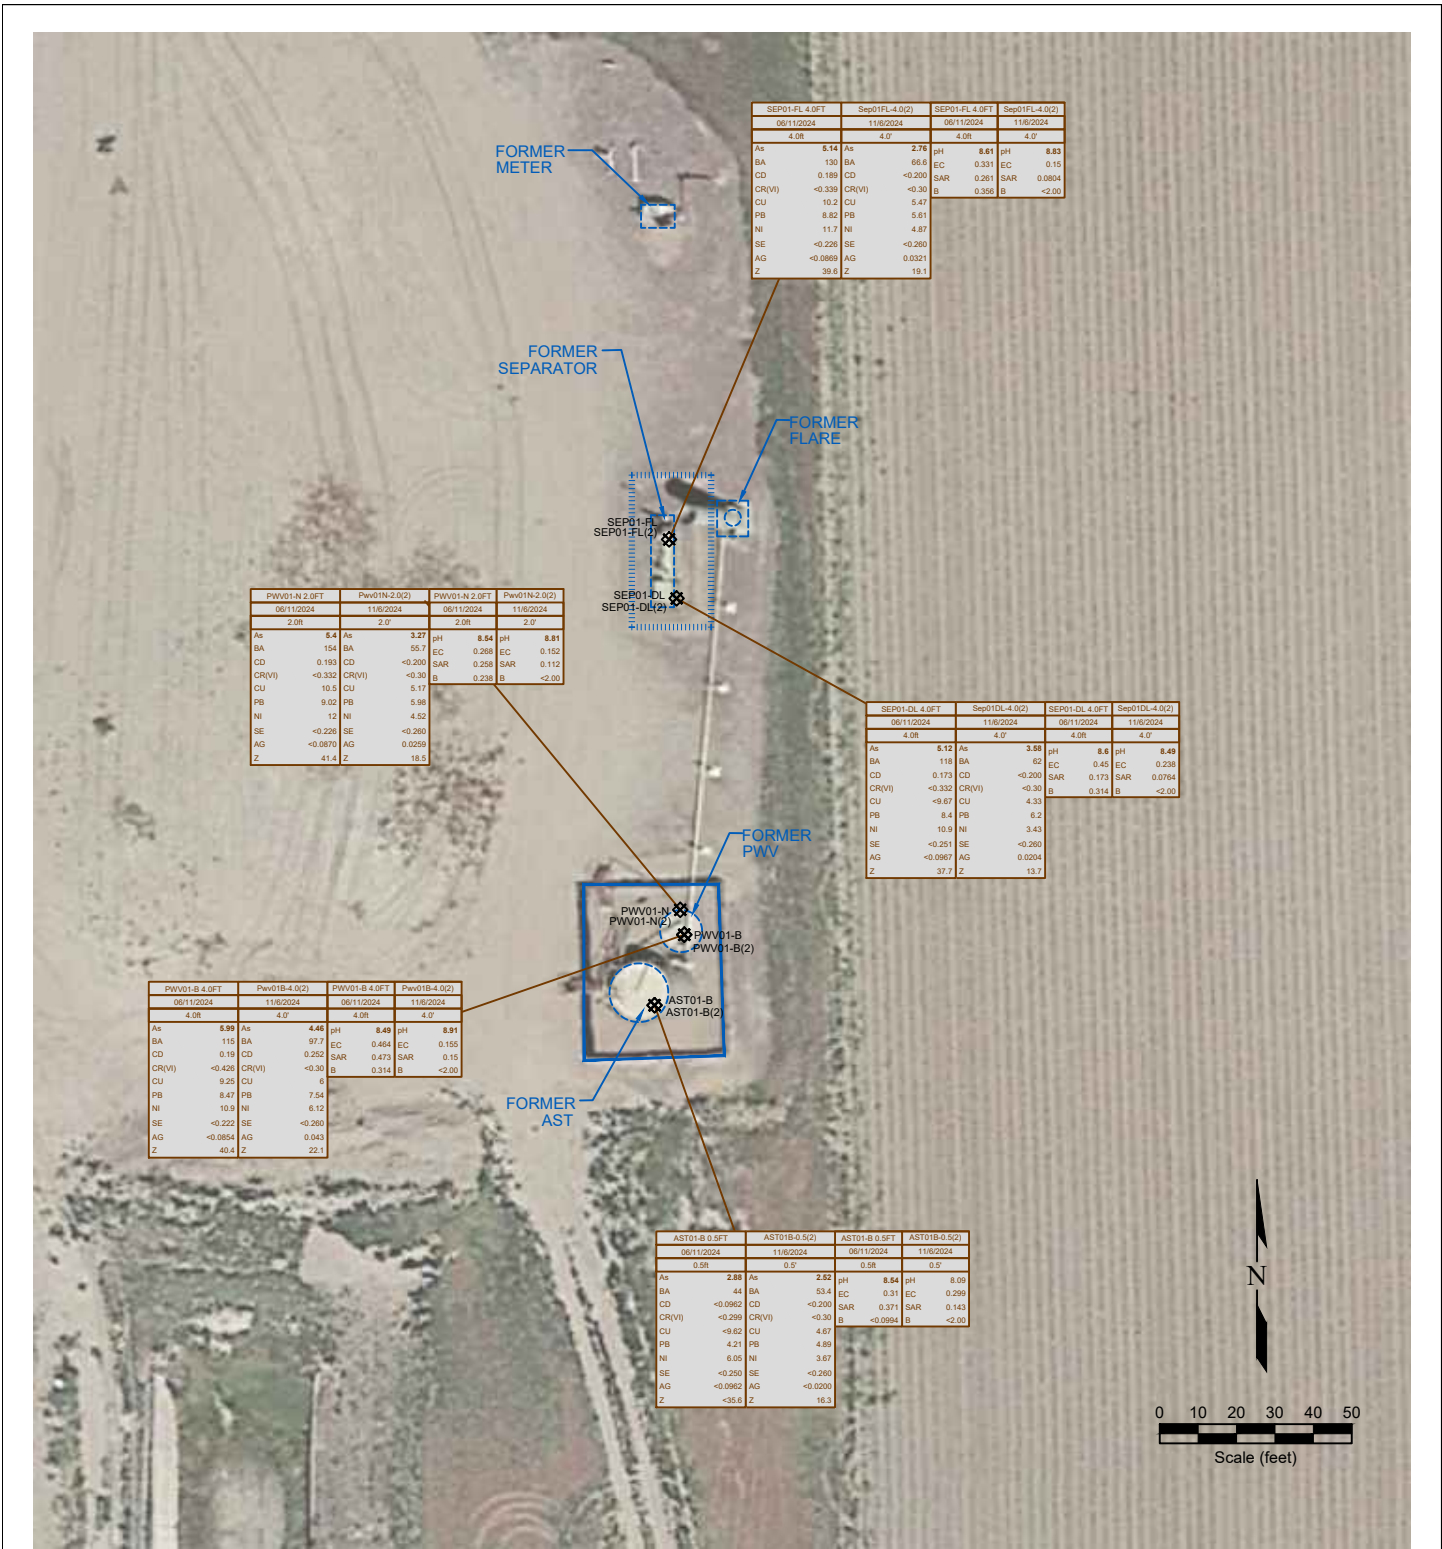 FORMER
METER
SEP01-FL 4.0FT Sep01FL-4.0(2) SEP01-FL 4.0FT Sep01FL-4.0(2)
06/11/2024 11/6/2024 06/11/2024 11/6/2024
4.0ft 4.0' 4.0ft 4.0'
As 5.14 As 2.76 pH 8.61 pH 8.83
BA 130 BA 66.6 EC 0.331 EC 0.15
CD 0.189 CD <0.200 SAR 0.261 SAR 0.0804
CR(VI) <0.339 CR(VI) <0.30 B 0.356 B <2.00
CU 10.2 CU 5.47
PB 8.82 PB 5.61
NI 11.7 NI 4.87
SE <0.226 SE <0.260
AG <0.0869 AG 0.0321
Z 39.6 Z 19.1
FORMER
SEPARATOR
FORMER
FLARE
SEP01-FL
SEP01-FL(2)
SEP01-DL
SEP01-DL(2)
PWV01-N 2.0FT Pwv01N-2.0(2) PWV01-N 2.0FT Pwv01N-2.0(2)
06/11/2024 11/6/2024 06/11/2024 11/6/2024
2.0ft 2.0' 2.0ft 2.0'
As 5.4 As 3.27 pH 8.54 pH 8.81
BA 154 BA 55.7 EC 0.268 EC 0.152
CD 0.193 CD <0.200 SAR 0.258 SAR 0.112
CR(VI) <0.332 CR(VI) <0.30 B 0.238 B <2.00
CU 10.5 CU 5.17
PB 9.02 PB 5.98
NI 12 NI 4.52
SE <0.226 SE <0.260
AG <0.0870 AG 0.0259
Z 41.4 Z 18.5
SEP01-DL 4.0FT Sep01DL-4.0(2) SEP01-DL 4.0FT Sep01DL-4.0(2)
06/11/2024 11/6/2024 06/11/2024 11/6/2024
4.0ft 4.0' 4.0ft 4.0'
As 5.12 As 3.58 pH 8.6 pH 8.49
BA 118 BA 62 EC 0.45 EC 0.238
CD 0.173 CD <0.200 SAR 0.173 SAR 0.0764
CR(VI) <0.332 CR(VI) <0.30 B 0.314 B <2.00
CU <9.67 CU 4.33
PB 8.4 PB 6.2
NI 10.9 NI 3.43
SE <0.251 SE <0.260
AG <0.0967 AG 0.0204
Z 37.7 Z 13.7
FORMER
PWV
PWV01-N
PWV01-N(2)
PWV01-B
PWV01-B(2)
AST01-B
AST01-B(2)
PWV01-B 4.0FT Pwv01B-4.0(2) PWV01-B 4.0FT Pwv01B-4.0(2)
06/11/2024 11/6/2024 06/11/2024 11/6/2024
4.0ft 4.0' 4.0ft 4.0'
As 5.99 As 4.46 pH 8.49 pH 8.91
BA 115 BA 97.7 EC 0.464 EC 0.155
CD 0.19 CD 0.252 SAR 0.473 SAR 0.15
CR(VI) <0.426 CR(VI) <0.30 B 0.314 B <2.00
CU 9.25 CU 6
PB 8.47 PB 7.54
NI 10.9 NI 6.12
SE <0.222 SE <0.260
AG <0.0854 AG 0.043
Z 40.4 Z 22.1
FORMER
AST
AST01-B 0.5FT AST01B-0.5(2) AST01-B 0.5FT AST01B-0.5(2)
06/11/2024 11/6/2024 06/11/2024 11/6/2024
0.5ft 0.5' 0.5ft 0.5'
As 2.88 As 2.52 pH 8.54 pH 8.09
BA 44 BA 53.4 EC 0.31 EC 0.299
CD <0.0962 CD <0.200 SAR 0.371 SAR 0.143
CR(VI) <0.299 CR(VI) <0.30 B <0.0994 B <2.00
CU <9.62 CU 4.67
PB 4.21 PB 4.89
NI 6.05 NI 3.67
SE <0.250 SE <0.260
AG <0.0962 AG <0.0200
Z <35.6 Z 16.3
N
0 10 20 30 40 50
Scale (feet)